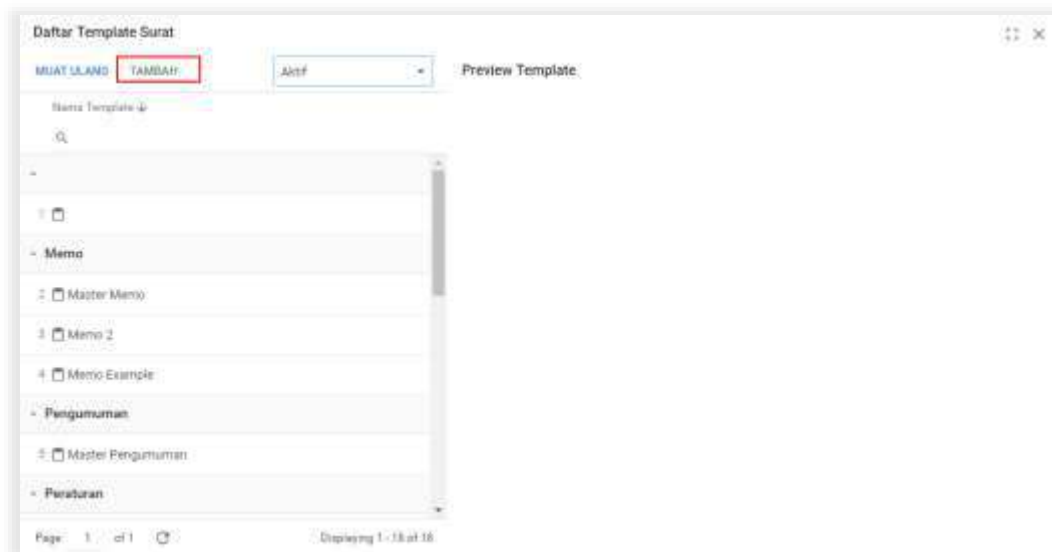 Daftar Template Surat
MUAT ULANG TAMBAH Aktif Preview Template
Nama Template
-
1
- Memo
2 Master Memo
3 Memo 2
4 Memo Example
- Pengumuman
5 Master Pengumuman
- Peraturan
Page 1 of 1 Displaying 1 - 18 of 18